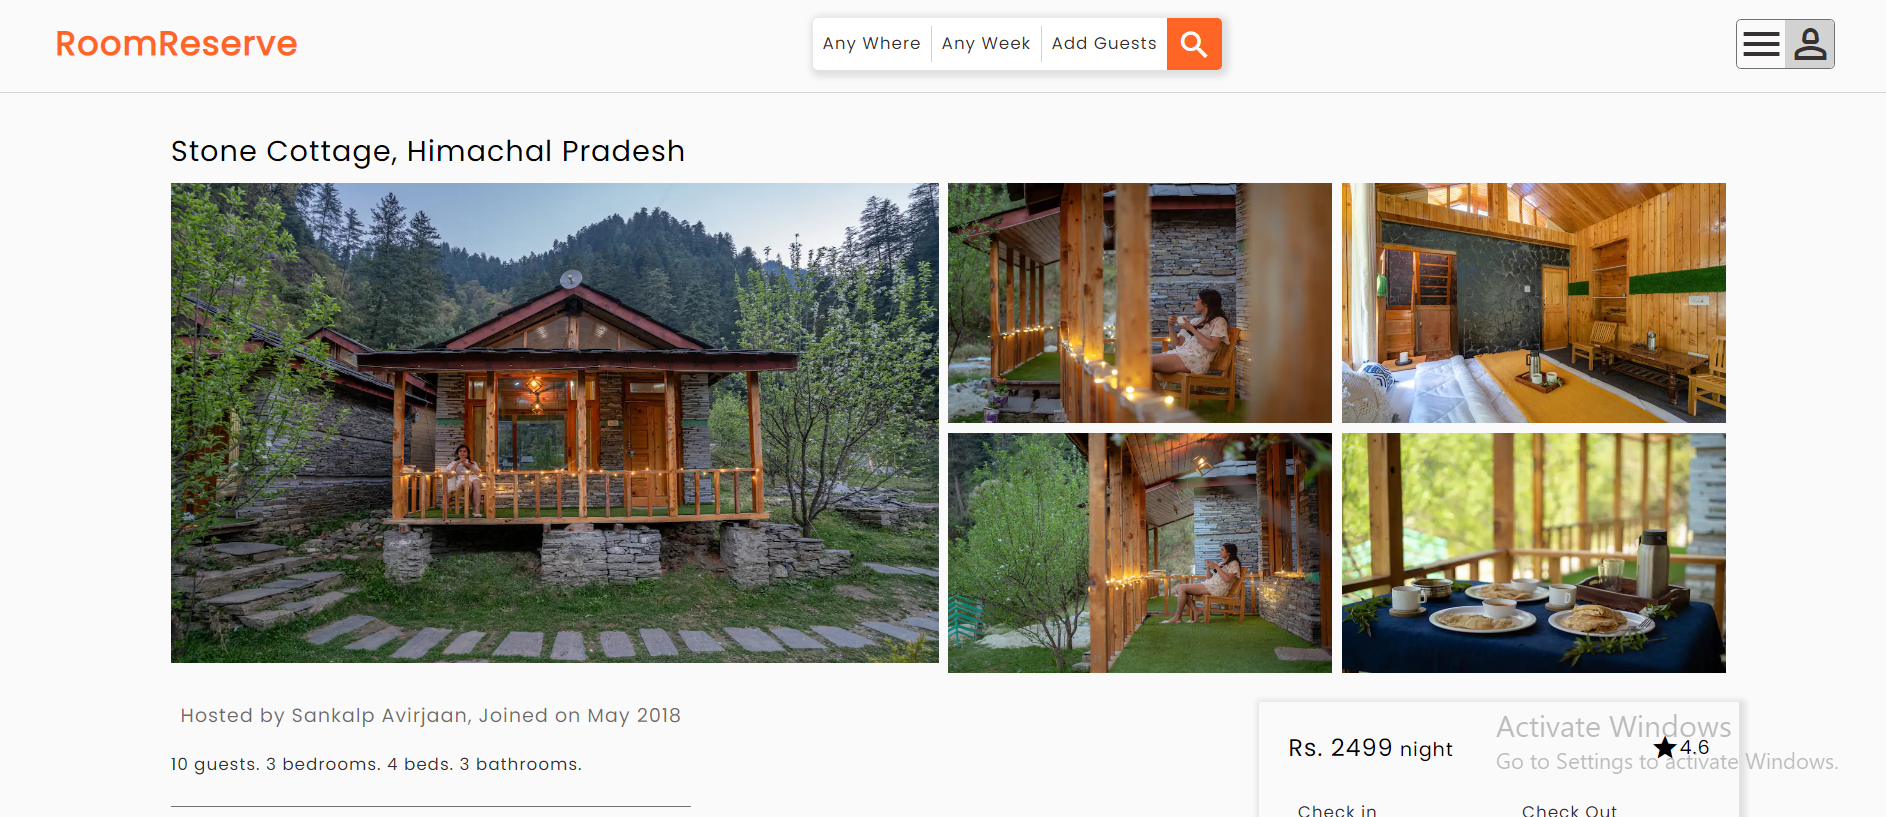 RoomReserve
Any Where
Any Week
Add Guests
Stone Cottage, Himachal Pradesh
Hosted by Sankalp Avirjaan, Joined on May 2018
10 guests. 3 bedrooms. 4 beds. 3 bathrooms.
Rs. 2499 night
4.6
Activate Windows
Go to Settings to activate Windows.
Check in
Check Out